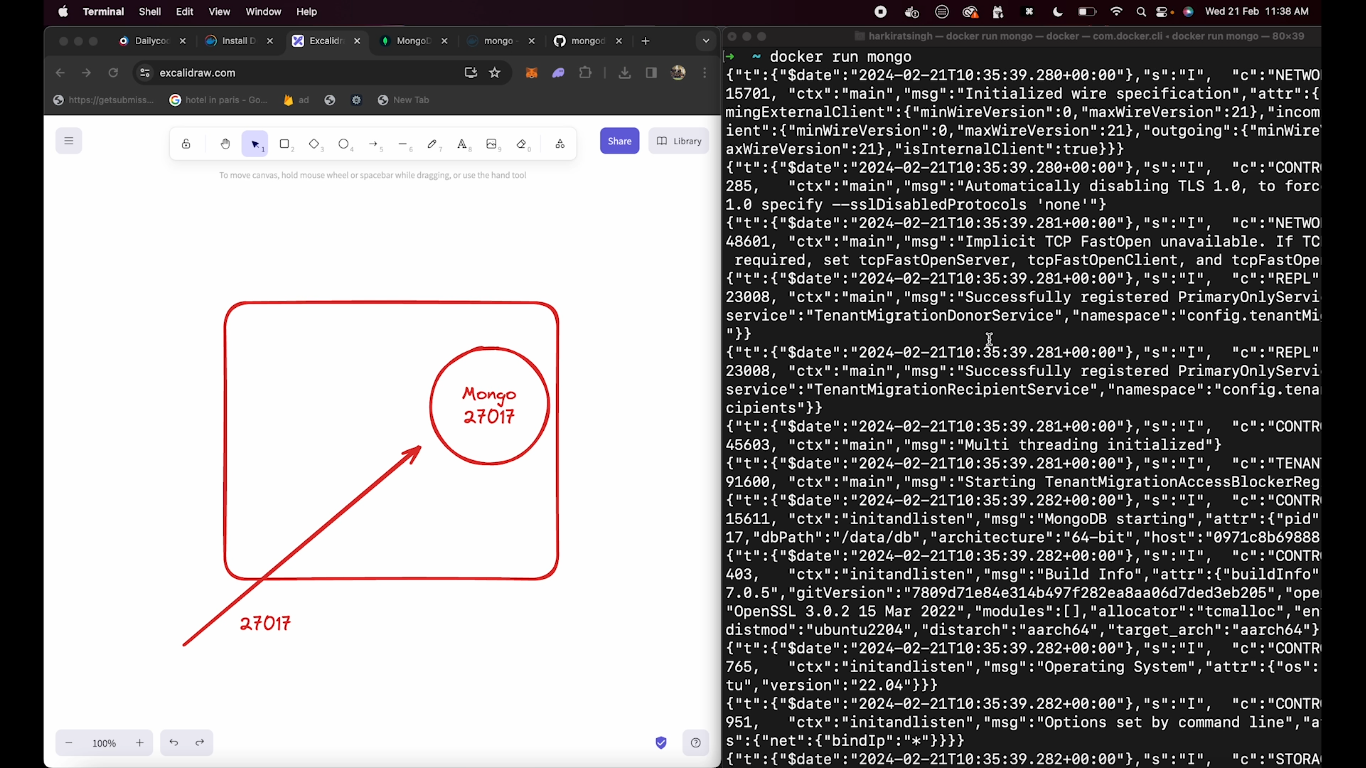 Terminal Shell Edit View Window Help
Wed 21 Feb 11:38 AM
Dailycod
Install D
Excalidr
MongoD
mongo -
mongod
excalidraw.com
https://getsubmiss...
hotel in paris - Go...
ad
New Tab
Share
Library
To move canvas, hold mouse wheel or spacebar while dragging, or use the hand tool
Mongo
27017
27017
100%
harkiratsingh — docker run mongo — docker — com.docker.cli • docker run mongo — 80×39
→ ~ docker run mongo
{"t":{"$date":"2024-02-21T10:35:39.280+00:00"},"s":"I", "c":"NETWO
15701, "ctx":"main","msg":"Initialized wire specification","attr":{
mingExternalClient":{"minWireVersion":0,"maxWireVersion":21},"incom
ient":{"minWireVersion":0,"maxWireVersion":21},"outgoing":{"minWire
axWireVersion":21},"isInternalClient":true}}}
{"t":{"$date":"2024-02-21T10:35:39.280+00:00"},"s":"I", "c":"CONTR
285, "ctx":"main","msg":"Automatically disabling TLS 1.0, to forc
1.0 specify --sslDisabledProtocols 'none'"}
{"t":{"$date":"2024-02-21T10:35:39.281+00:00"},"s":"I", "c":"NETWO
48601, "ctx":"main","msg":"Implicit TCP FastOpen unavailable. If TC
required, set tcpFastOpenServer, tcpFastOpenClient, and tcpFastOpe
{"t":{"$date":"2024-02-21T10:35:39.281+00:00"},"s":"I", "c":"REPL"
23008, "ctx":"main","msg":"Successfully registered PrimaryOnlyServi
service":"TenantMigrationDonorService","namespace":"config.tenantMi
"}}
{"t":{"$date":"2024-02-21T10:35:39.281+00:00"},"s":"I", "c":"REPL"
23008, "ctx":"main","msg":"Successfully registered PrimaryOnlyServi
service":"TenantMigrationRecipientService","namespace":"config.tena
cipients"}}
{"t":{"$date":"2024-02-21T10:35:39.281+00:00"},"s":"I", "c":"CONTR
45603, "ctx":"main","msg":"Multi threading initialized"}
{"t":{"$date":"2024-02-21T10:35:39.281+00:00"},"s":"I", "c":"TENAN
91600, "ctx":"main","msg":"Starting TenantMigrationAccessBlockerReg
{"t":{"$date":"2024-02-21T10:35:39.282+00:00"},"s":"I", "c":"CONTR
15611, "ctx":"initandlisten","msg":"MongoDB starting","attr":{"pid"
17,"dbPath":"/data/db","architecture":"64-bit","host":"0971c8b69888
{"t":{"$date":"2024-02-21T10:35:39.282+00:00"},"s":"I", "c":"CONTR
403, "ctx":"initandlisten","msg":"Build Info","attr":{"buildInfo"
7.0.5","gitVersion":"7809d71e84e314b497f282ea8aa06d7ded3eb205","ope
"OpenSSL 3.0.2 15 Mar 2022","modules":[],"allocator":"tcmalloc","en
distmod":"ubuntu2204","distarch":"aarch64","target_arch":"aarch64"}
{"t":{"$date":"2024-02-21T10:35:39.282+00:00"},"s":"I", "c":"CONTR
765, "ctx":"initandlisten","msg":"Operating System","attr":{"os":
tu","version":"22.04"}}}
{"t":{"$date":"2024-02-21T10:35:39.282+00:00"},"s":"I", "c":"CONTR
951, "ctx":"initandlisten","msg":"Options set by command line","a
s":{"net":{"bindIp":"*"}}}}
{"t":{"$date":"2024-02-21T10:35:39.282+00:00"},"s":"I", "c":"STORA